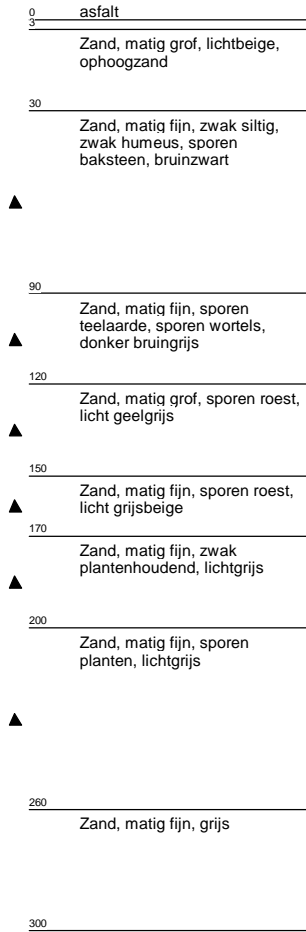 0 asfalt
3
Zand, matig grof, lichtbeige,
ophoogzand
30
Zand, matig fijn, zwak siltig,
zwak humeus, sporen
baksteen, bruinzwart
90
Zand, matig fijn, sporen
teelaarde, sporen wortels,
donker bruingrijs
120
Zand, matig grof, sporen roest,
licht geelgrijs
150
Zand, matig fijn, sporen roest,
licht grijsbeige
170
Zand, matig fijn, zwak
plantenhoudend, lichtgrijs
200
Zand, matig fijn, sporen
planten, lichtgrijs
260
Zand, matig fijn, grijs
300